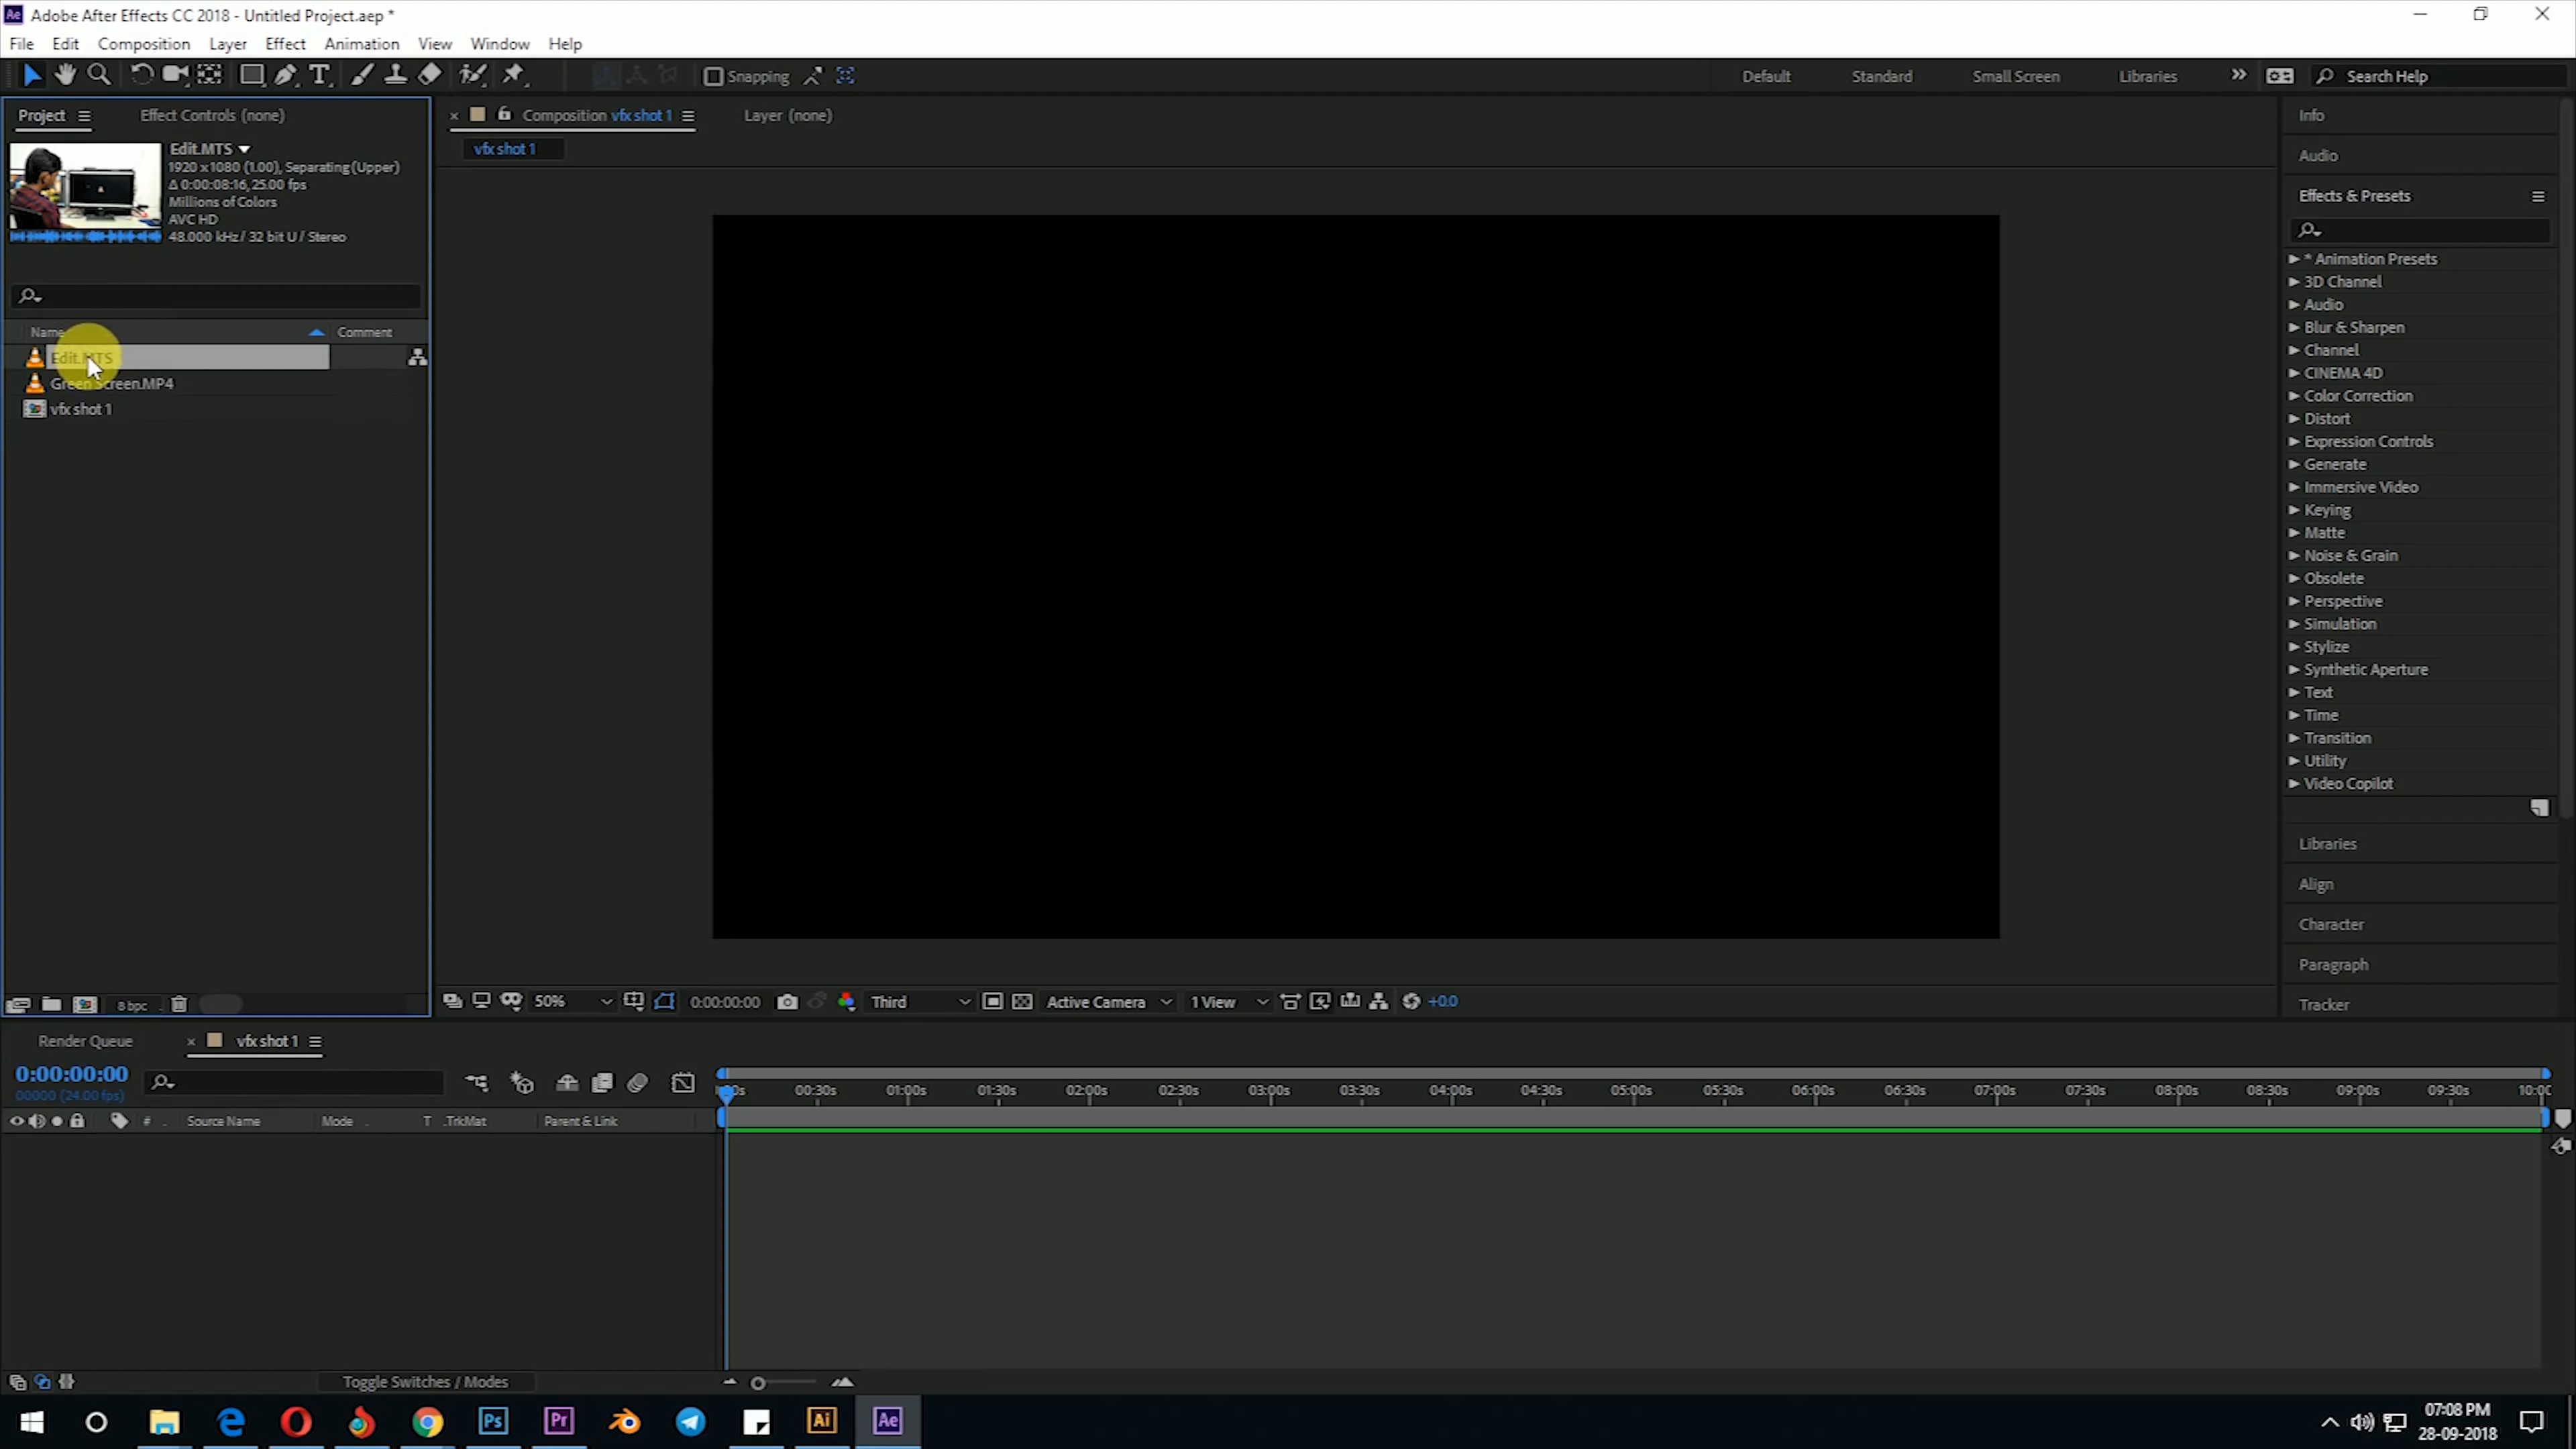 Adobe After Effects CC 2018 - Untitled Project.aep *
File Edit Composition Layer Effect Animation View Window Help
Snapping Default Standard Small Screen Libraries Search Help
Project Effect Controls (none)
Edit.MTS
1920 x 1080 (1.00), Separating (Upper)
Δ 0:00:08:16, 25.00 fps
Millions of Colors
AVC HD
48.000 kHz / 32 bit U / Stereo
Name Comment
Edit.MTS
Green Screen.MP4
vfx shot 1
8 bpc
Composition vfx shot 1 Layer (none)
vfx shot 1
50% 0:00:00:00 Third Active Camera 1 View +0.0
Info
Audio
Effects & Presets
* Animation Presets
3D Channel
Audio
Blur & Sharpen
Channel
CINEMA 4D
Color Correction
Distort
Expression Controls
Generate
Immersive Video
Keying
Matte
Noise & Grain
Obsolete
Perspective
Simulation
Stylize
Synthetic Aperture
Text
Time
Transition
Utility
Video Copilot
Libraries
Align
Character
Paragraph
Tracker
Render Queue vfx shot 1
0:00:00:00
00000 (24.00 fps)
00:30s 01:00s 01:30s 02:00s 02:30s 03:00s 03:30s 04:00s 04:30s 05:00s 05:30s 06:00s 06:30s 07:00s 07:30s 08:00s 08:30s 09:00s 09:30s
# Source Name Mode T .TrkMat Parent & Link
Toggle Switches / Modes
Ps Pr Ai Ae
07:08 PM
28-09-2018